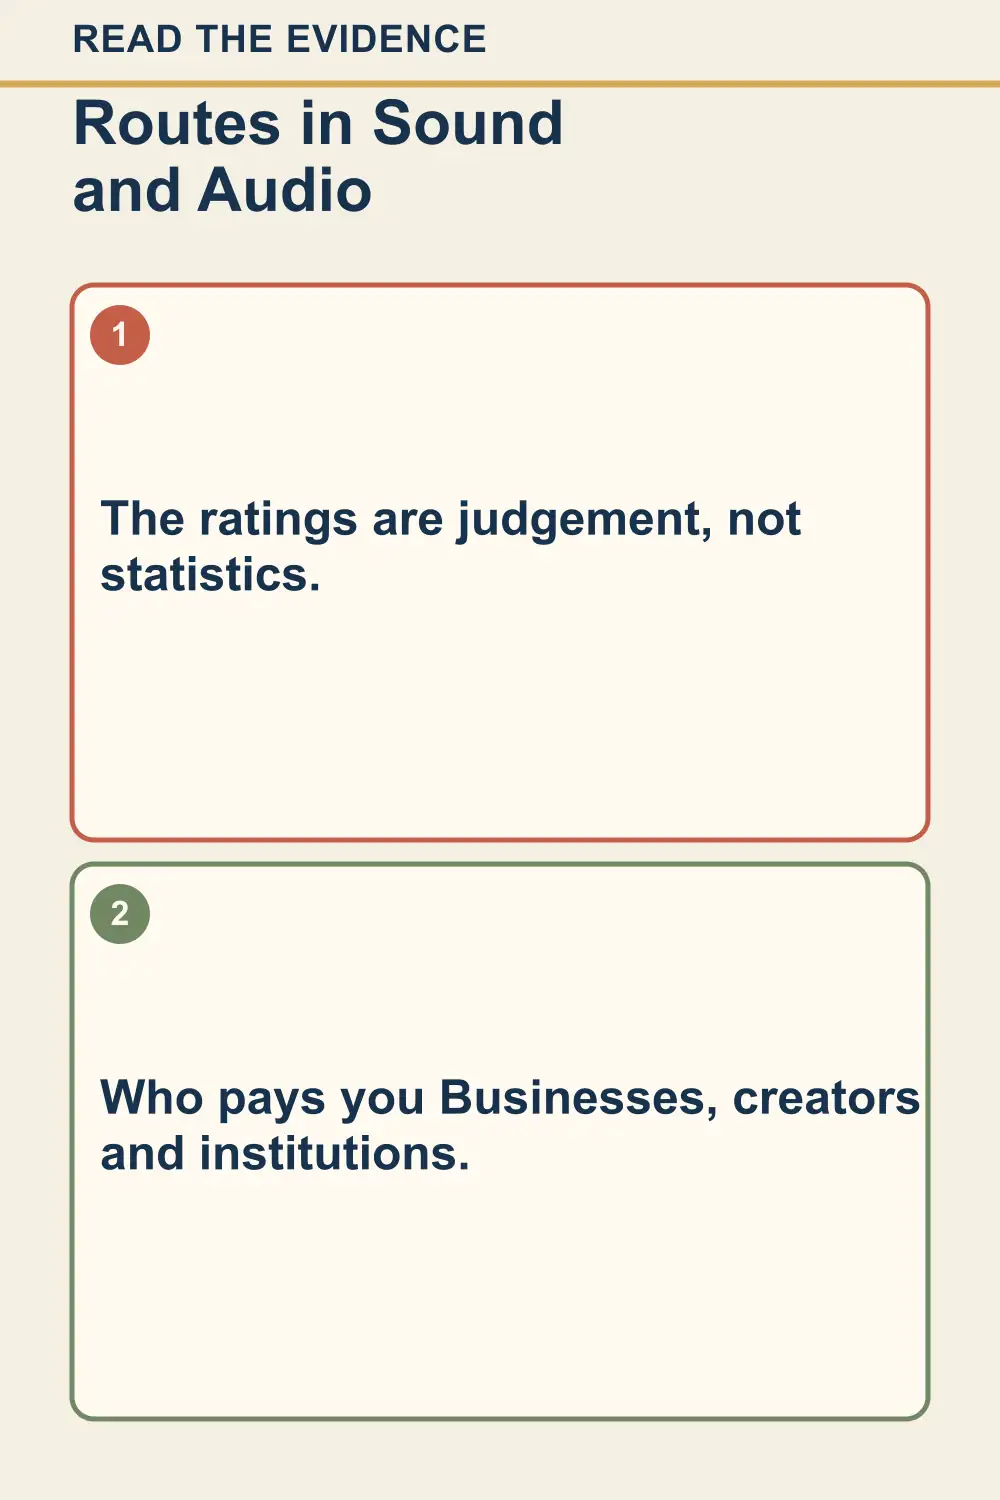 READ THE EVIDENCE
Routes in Sound
and Audio
1
The ratings are judgement, not
statistics.
2
Who pays you Businesses, creators
and institutions.